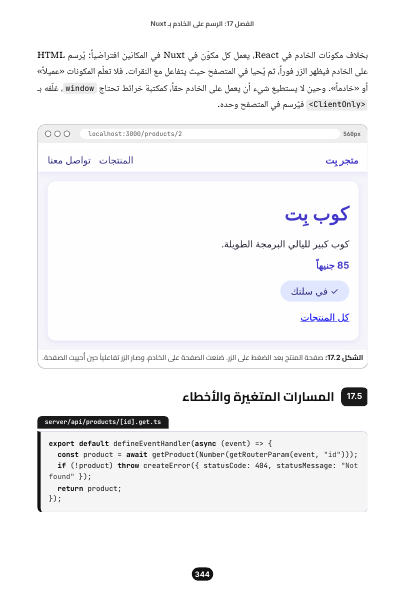 الفصل 17: الرسم على الخادم بـ Nuxt
بخلاف مكونات الخادم في React، يعمل كل مكوّن في Nuxt في المكانين افتراضياً: يُرسم HTML
على الخادم فيظهر الزر فوراً، ثم يُحيا في المتصفح حيث يتفاعل مع النقرات. فلا تعلّم المكونات «عميلاً»
أو «خادماً». وحين لا يستطيع شيء أن يعمل على الخادم حقاً، كمكتبة خرائط تحتاج window، غلّفه بـ
<ClientOnly> فيُرسم في المتصفح وحده.
localhost:3000/products/2
560px
متجر بِت
المنتجات
تواصل معنا
كوب بِت
كوب كبير لليالي البرمجة الطويلة.
85 جنيهاً
✓ في سلتك
كل المنتجات
الشكل 17.2: صفحة المنتج بعد الضغط على الزر. صُنعت الصفحة على الخادم، وصار الزر تفاعلياً حين أُحييت الصفحة.
17.5 المسارات المتغيرة والأخطاء
server/api/products/[id].get.ts
export default defineEventHandler(async (event) => {
const product = await getProduct(Number(getRouterParam(event, "id")));
if (!product) throw createError({ statusCode: 404, statusMessage: "Not
found" });
return product;
});
344